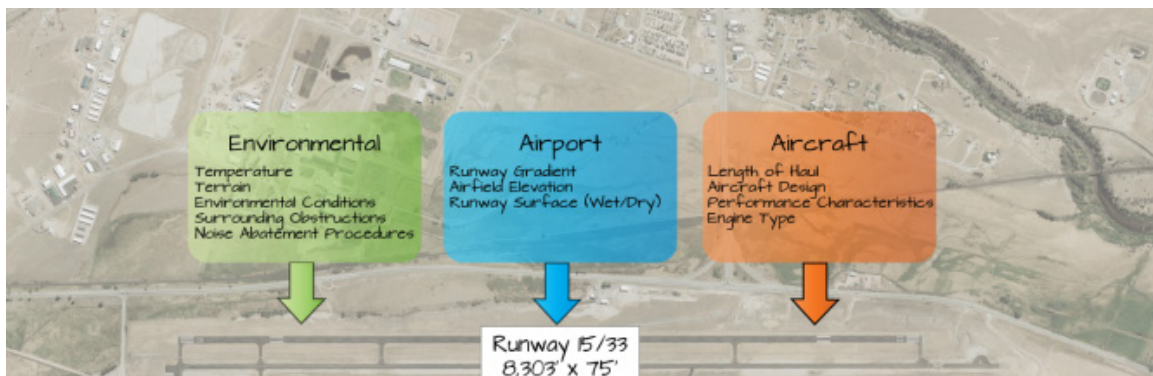 Environmental
Temperature
Terrain
Environmental Conditions
Surrounding Obstructions
Noise Abatement Procedures
Airport
Runway Gradient
Airfield Elevation
Runway Surface (Wet/Dry)
Aircraft
Length of Haul
Aircraft Design
Performance Characteristics
Engine Type
Runway 15/33
8,303' x 75'